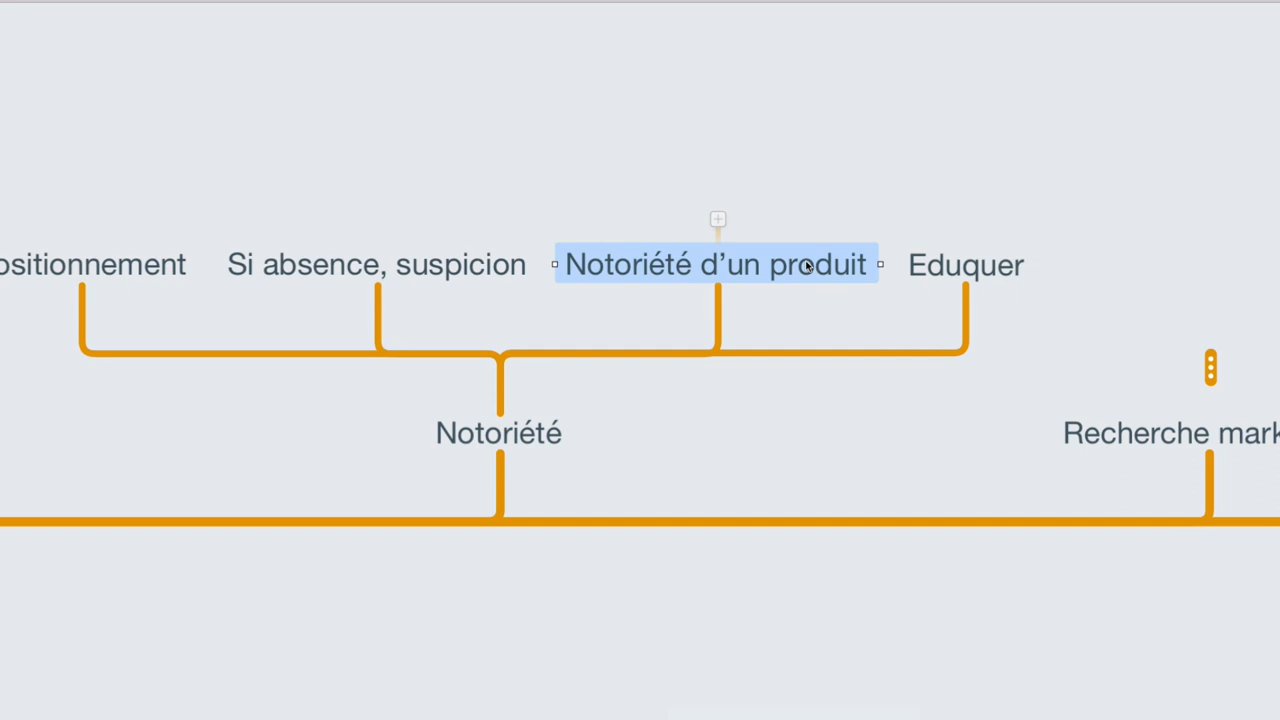 ositionnement
Si absence, suspicion
Notoriété d’un produit
Eduquer
Notoriété
Recherche mark